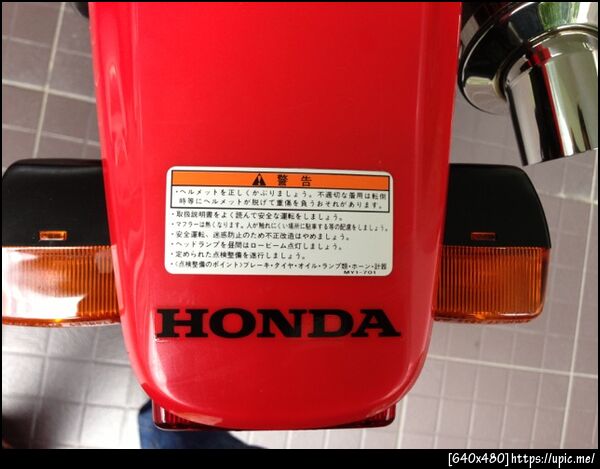 警告
・ヘルメットを正しくかぶりましょう。不適切な着用は転倒
時等にヘルメットが脱げて重傷を負うおそれがあります。
・取扱説明書をよく読んで安全な運転をしましょう。
・マフラーは熱くなります。人が触れにくい場所に駐車する等の配慮をしましょう。
・安全運転、迷惑防止のため不正改造はやめましょう。
・ヘッドランプを昼間はロービーム点灯しましょう。
・定められた点検整備を遂行しましょう。
・〈点検整備のポイント〉ブレーキ・タイヤ・オイル・ランプ類・ホーン・計器
MY1-701
HONDA
[640x480]https://upic.me/